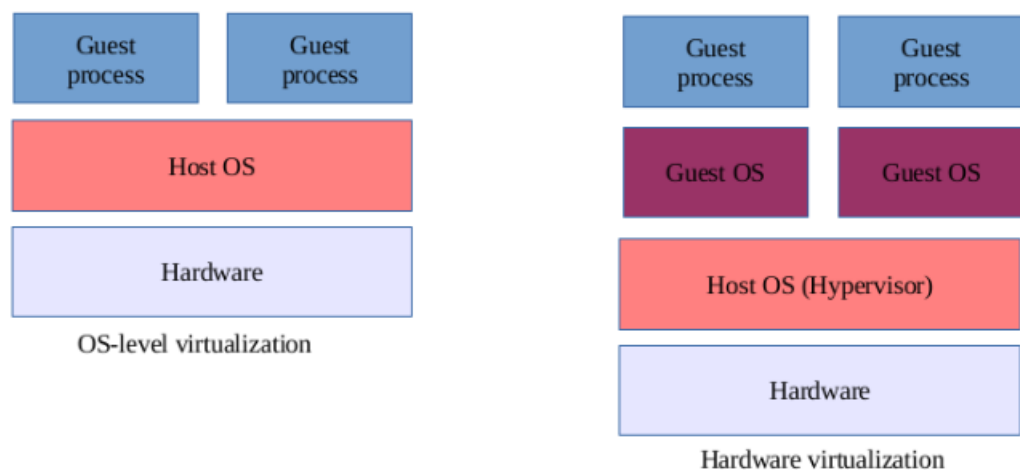 Guest
process
Guest
process
Host OS
Hardware
OS-level virtualization
Guest
process
Guest
process
Guest OS
Guest OS
Host OS (Hypervisor)
Hardware
Hardware virtualization